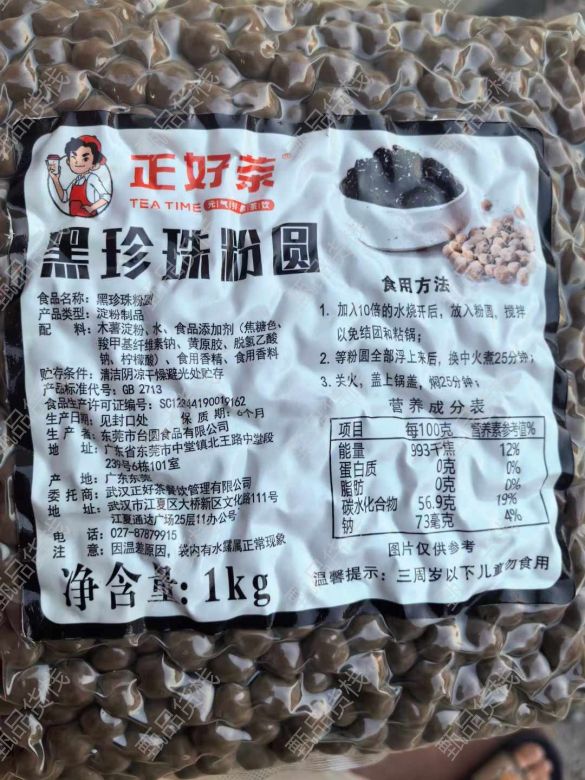 正好茶
TEA TIME 元气引新茶饮
黑珍珠粉圆
食品名称：黑珍珠粉圆
产品类型：淀粉制品
配　　料：木薯淀粉、水、食品添加剂（焦糖色、
羧甲基纤维素钠、黄原胶、脱氢乙酸
钠、柠檬酸）、食用香精、食用香料
贮存条件：清洁阴凉干燥避光处贮存
产品标准代号：GB 2713
食品生产许可证编号：SC12344190019162
生产日期：见封口处　保 质 期：6个月
生 产 者：东莞市台圆食品有限公司
地　　址：广东省东莞市中堂镇北王路中堂段
239号6栋101室
产　　地：广东东莞
委 托 商：武汉正好茶餐饮管理有限公司
地　　址：武汉市江夏区大桥新区文化路111号
江夏通达广场25层11办公号
电　　话：027-87879915
注　　意：因温差原因，袋内有水露属正常现象
净含量：1kg
食用方法
1. 加入10倍的水烧开后，放入粉圆，搅拌
以免结团和粘锅；
2. 等粉圆全部浮上来后，换中火煮25分钟；
3. 关火，盖上锅盖，焖25分钟；
营养成分表
项目 每100克 营养素参考值%
能量 993千焦 12%
蛋白质 0克 0%
脂肪 0克 0%
碳水化合物 56.9克 19%
钠 73毫克 4%
图片仅供参考
温馨提示：三周岁以下儿童勿食用
甄品货栈